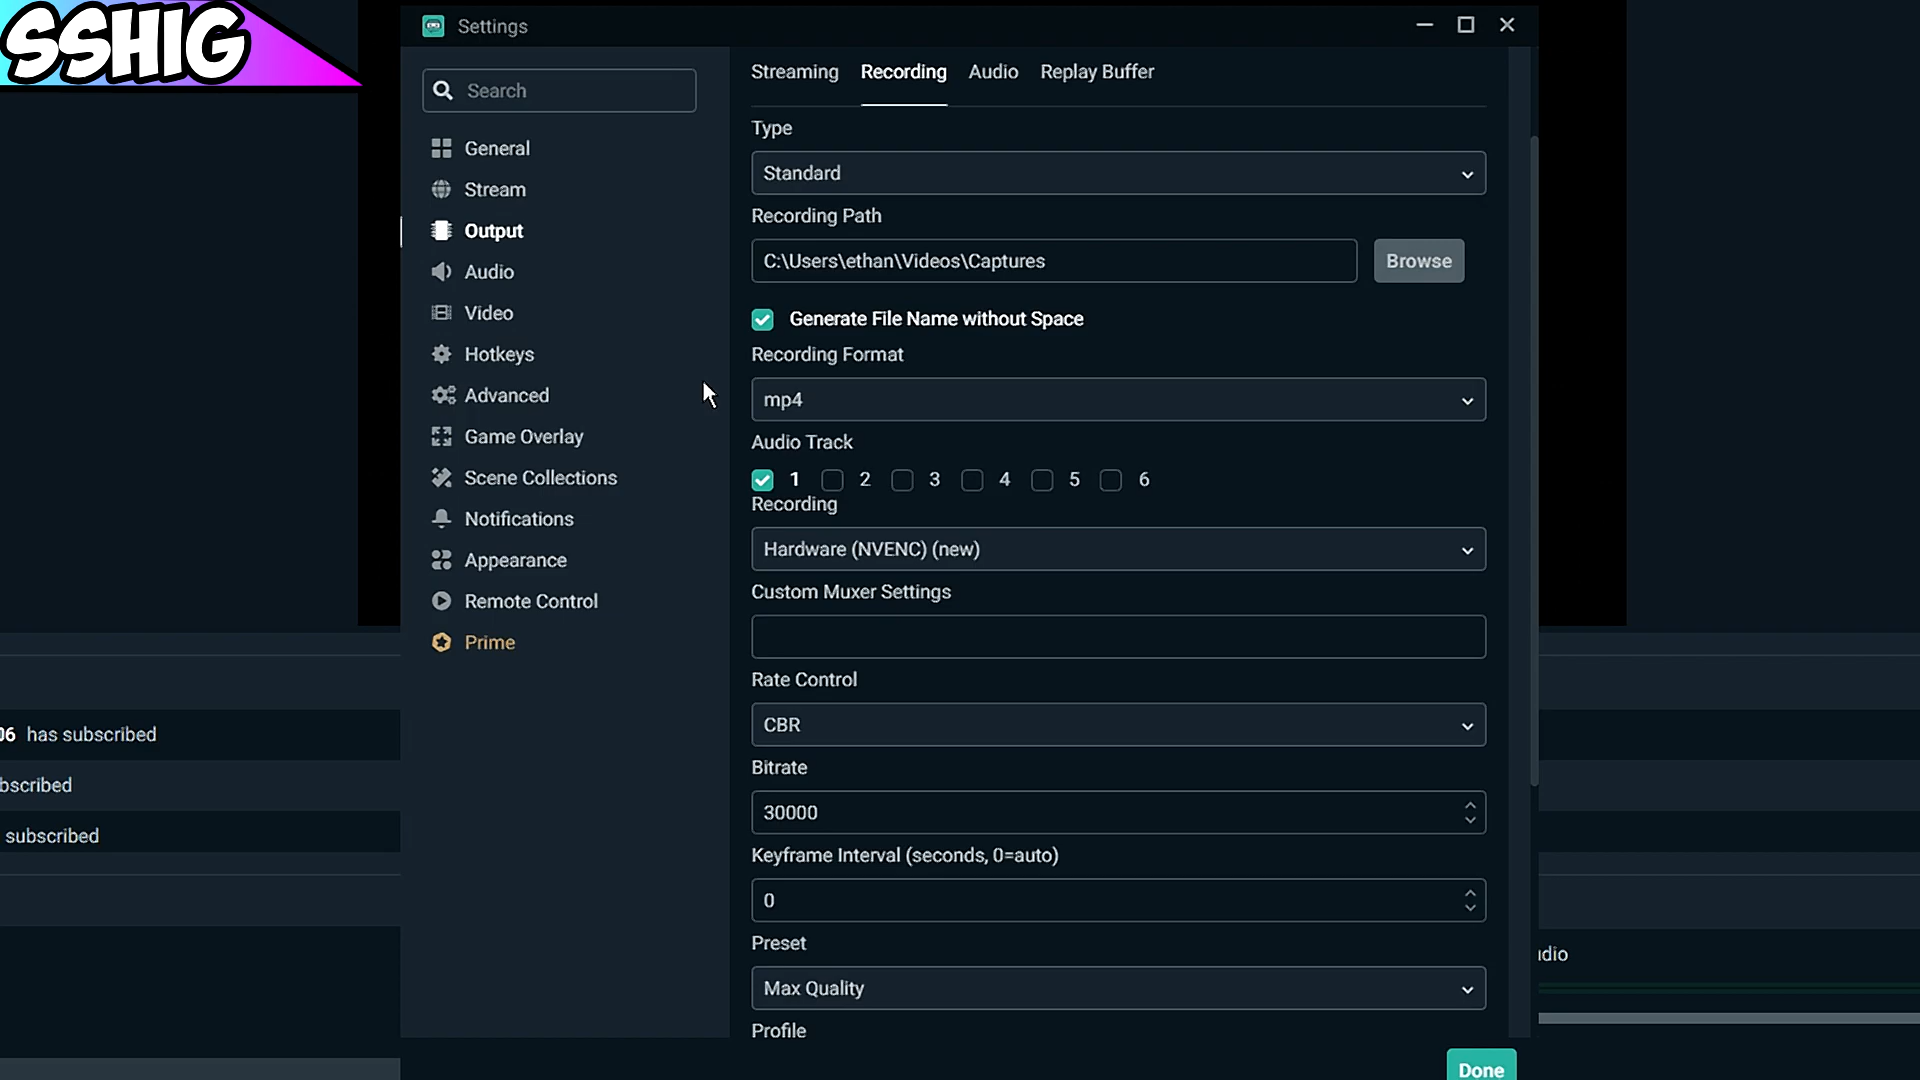 SSHIG
Settings
Search
General
Stream
Output
Audio
Video
Hotkeys
Advanced
Game Overlay
Scene Collections
Notifications
Appearance
Remote Control
Prime
Streaming Recording Audio Replay Buffer
Type
Standard
Recording Path
C:\Users\ethan\Videos\Captures Browse
Generate File Name without Space
Recording Format
mp4
Audio Track
1 2 3 4 5 6
Recording
Hardware (NVENC) (new)
Custom Muxer Settings
Rate Control
CBR
Bitrate
30000
Keyframe Interval (seconds, 0=auto)
0
Preset
Max Quality
Profile
Done
06 has subscribed
bscribed
subscribed
dio